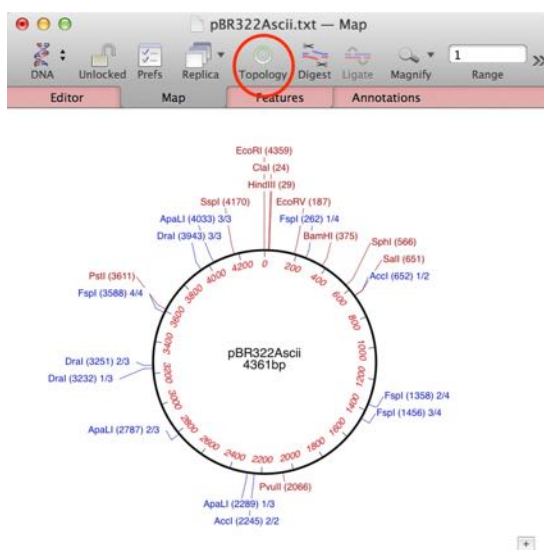 pBR322Ascii.txt — Map
DNA Unlocked Prefs Replica Topology Digest Ligate Magnify Range
1
Editor Map Features Annotations
EcoRI (4359)
ClaI (24)
HindIII (29)
SspI (4170)
EcoRV (187)
ApaLI (4033) 3/3
FspI (262) 1/4
DraI (3943) 3/3
BamHI (375)
SphI (566)
SalI (651)
AccI (652) 1/2
PstI (3611)
FspI (3588) 4/4
DraI (3251) 2/3
DraI (3232) 1/3
ApaLI (2787) 2/3
FspI (1358) 2/4
FspI (1456) 3/4
PvuII (2066)
ApaLI (2289) 1/3
AccI (2245) 2/2
0 200 400 600 800 1000 1200 1400 1600 1800 2000 2200 2400 2600 2800 3000 3200 3400 3600 3800 4000 4200
pBR322Ascii
4361bp